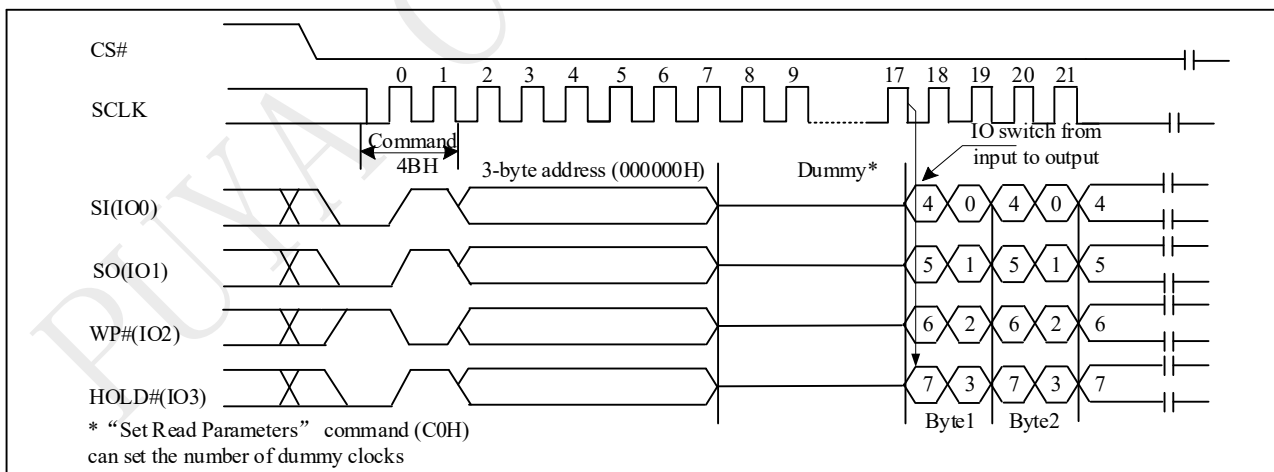 CS#
0 1 2 3 4 5 6 7 8 9 17 18 19 20 21
SCLK
IO switch from
input to output
Command
4BH
3-byte address (000000H)
Dummy*
SI(IO0)
4 0 4 0 4
SO(IO1)
5 1 5 1 5
WP#(IO2)
6 2 6 2 6
HOLD#(IO3)
7 3 7 3 7
Byte1 Byte2
* “Set Read Parameters” command (C0H)
can set the number of dummy clocks
PUYA